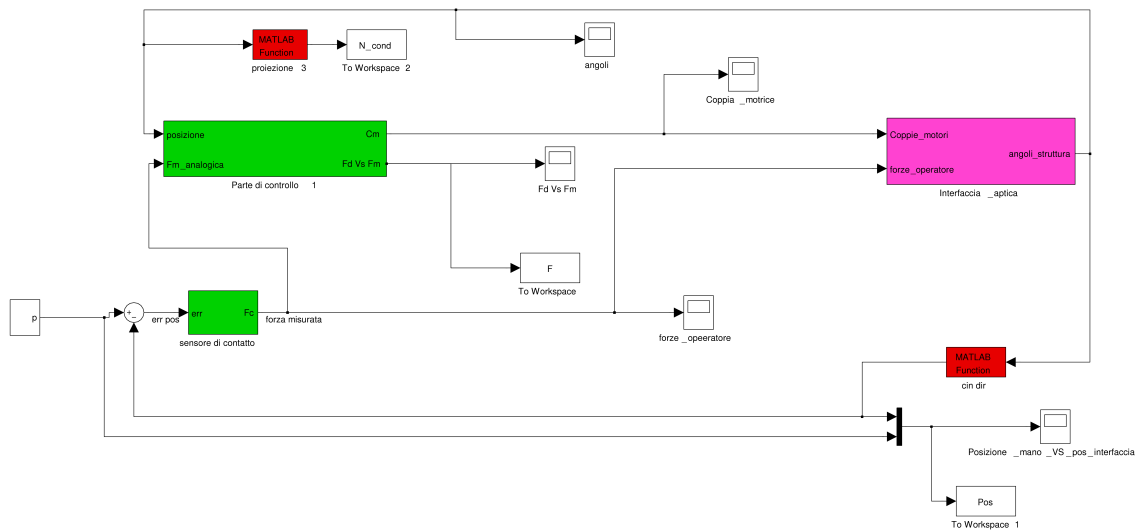 MATLAB
Function
proiezione 3
N_cond
To Workspace 2
angoli
Coppia _motrice
posizione
Cm
Fm_analogica
Fd Vs Fm
Parte di controllo 1
Fd Vs Fm
Coppie_motori
angoli_struttura
forze_operatore
Interfaccia _aptica
F
To Workspace
p
+
−
err pos
err
Fc
forza misurata
sensore di contatto
forze _opeeratore
MATLAB
Function
cin dir
Posizione _mano _VS _pos_interfaccia
Pos
To Workspace 1